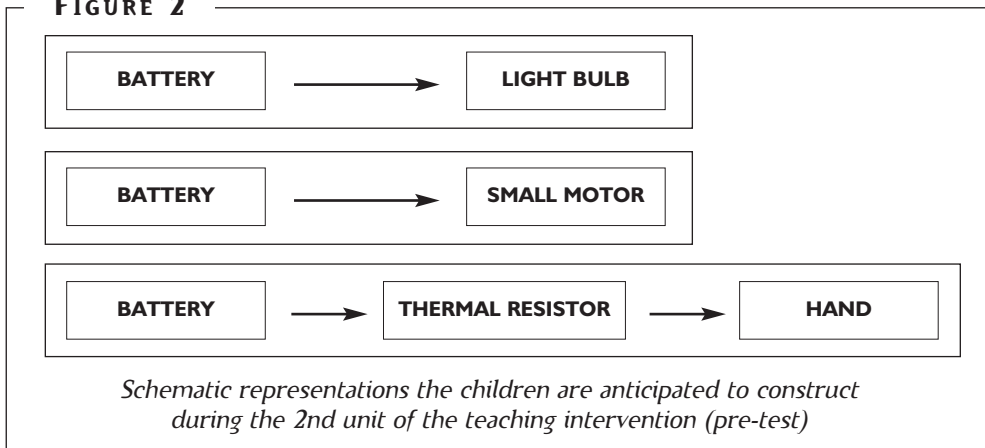 FIGURE 2
BATTERY LIGHT BULB
BATTERY SMALL MOTOR
BATTERY THERMAL RESISTOR HAND
Schematic representations the children are anticipated to construct
during the 2nd unit of the teaching intervention (pre-test)